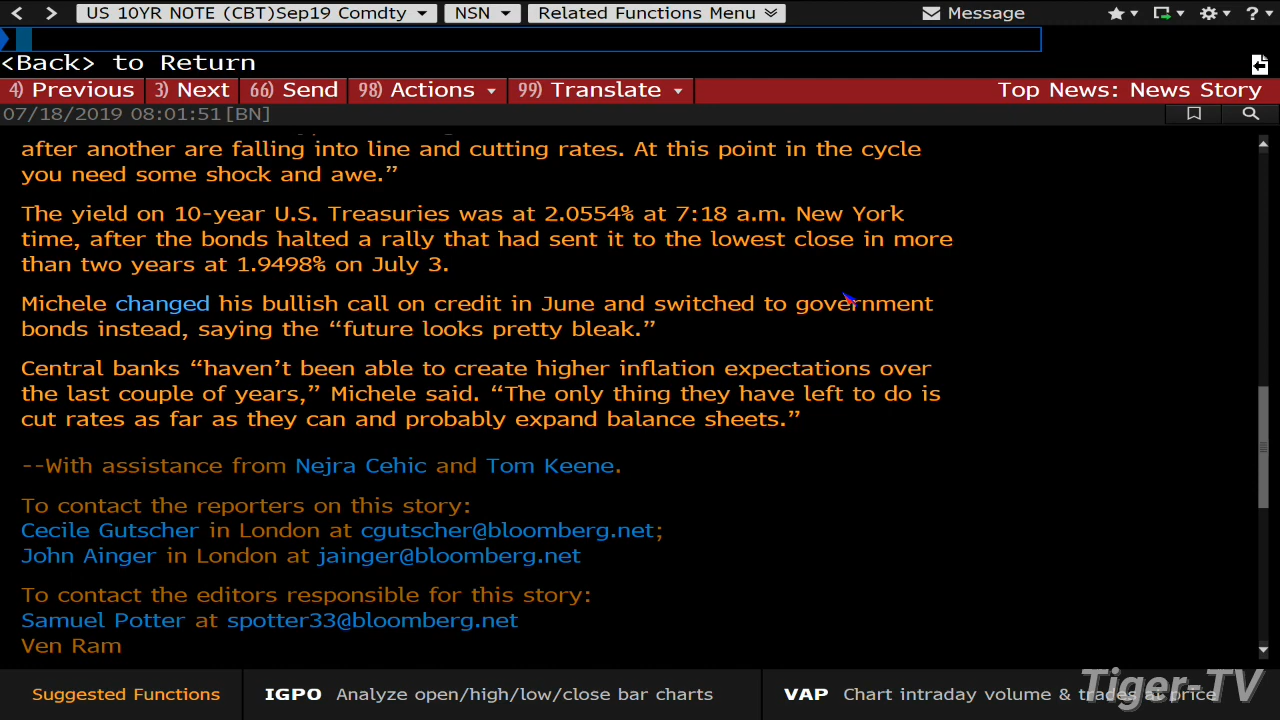 US 10YR NOTE (CBT)Sep19 Comdty NSN Related Functions Menu Message ?
<Back> to Return
4) Previous 3) Next 66) Send 98) Actions 99) Translate Top News: News Story
07/18/2019 08:01:51[BN]
after another are falling into line and cutting rates. At this point in the cycle
you need some shock and awe.”
The yield on 10-year U.S. Treasuries was at 2.0554% at 7:18 a.m. New York
time, after the bonds halted a rally that had sent it to the lowest close in more
than two years at 1.9498% on July 3.
Michele changed his bullish call on credit in June and switched to government
bonds instead, saying the “future looks pretty bleak.”
Central banks “haven’t been able to create higher inflation expectations over
the last couple of years,” Michele said. “The only thing they have left to do is
cut rates as far as they can and probably expand balance sheets.”
--With assistance from Nejra Cehic and Tom Keene.
To contact the reporters on this story:
Cecile Gutscher in London at cgutscher@bloomberg.net;
John Ainger in London at jainger@bloomberg.net
To contact the editors responsible for this story:
Samuel Potter at spotter33@bloomberg.net
Ven Ram
Suggested Functions IGPO Analyze open/high/low/close bar charts VAP Chart intraday volume & trades at price
Tiger-TV